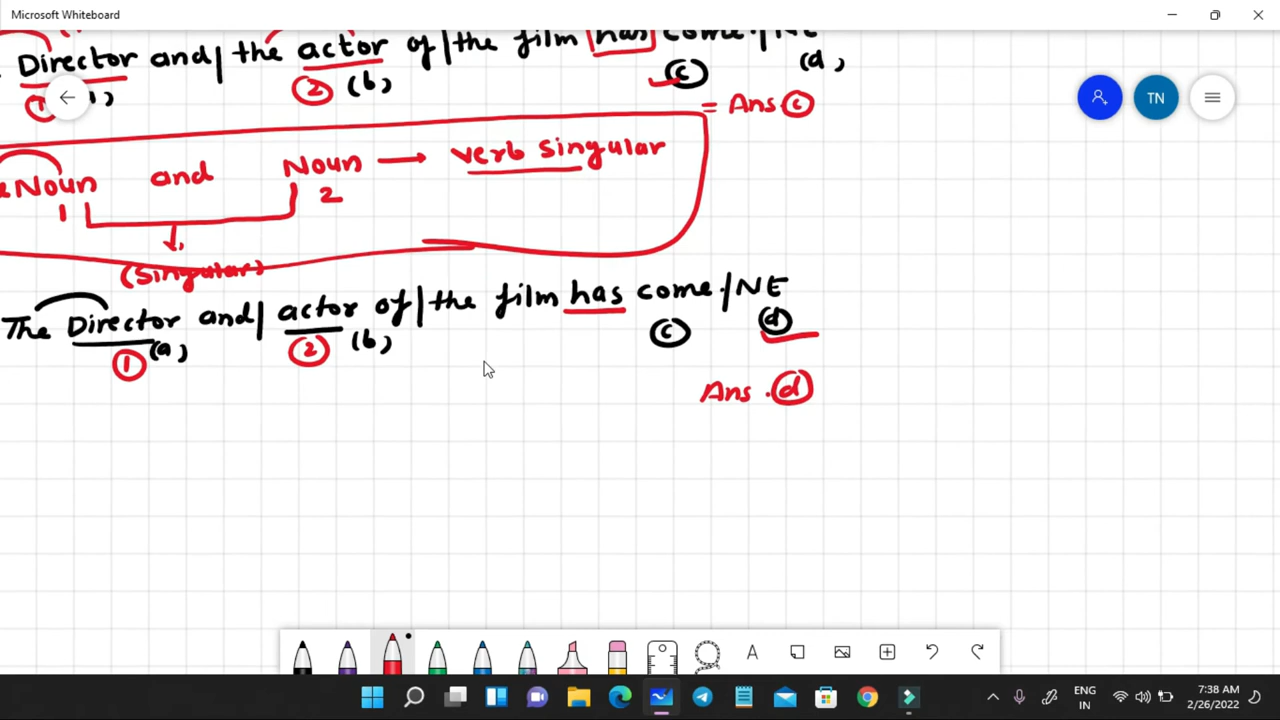 Microsoft Whiteboard
Director and/ the actor of /the film has come /NE
(b) (c) (d)
2
= Ans (c)
Noun and Noun → verb singular
1 2
(Singular)
The Director and/ actor of /the film has come./NE
1 (a) 2 (b) (c) (d)
Ans. (d)
TN
A
ENG
IN
7:38 AM
2/26/2022